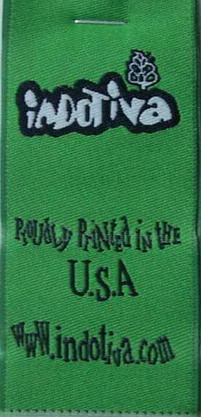 iNDOTiVa
PRoudly PRiNted in the
U.S.A
WwW.indotiva.com